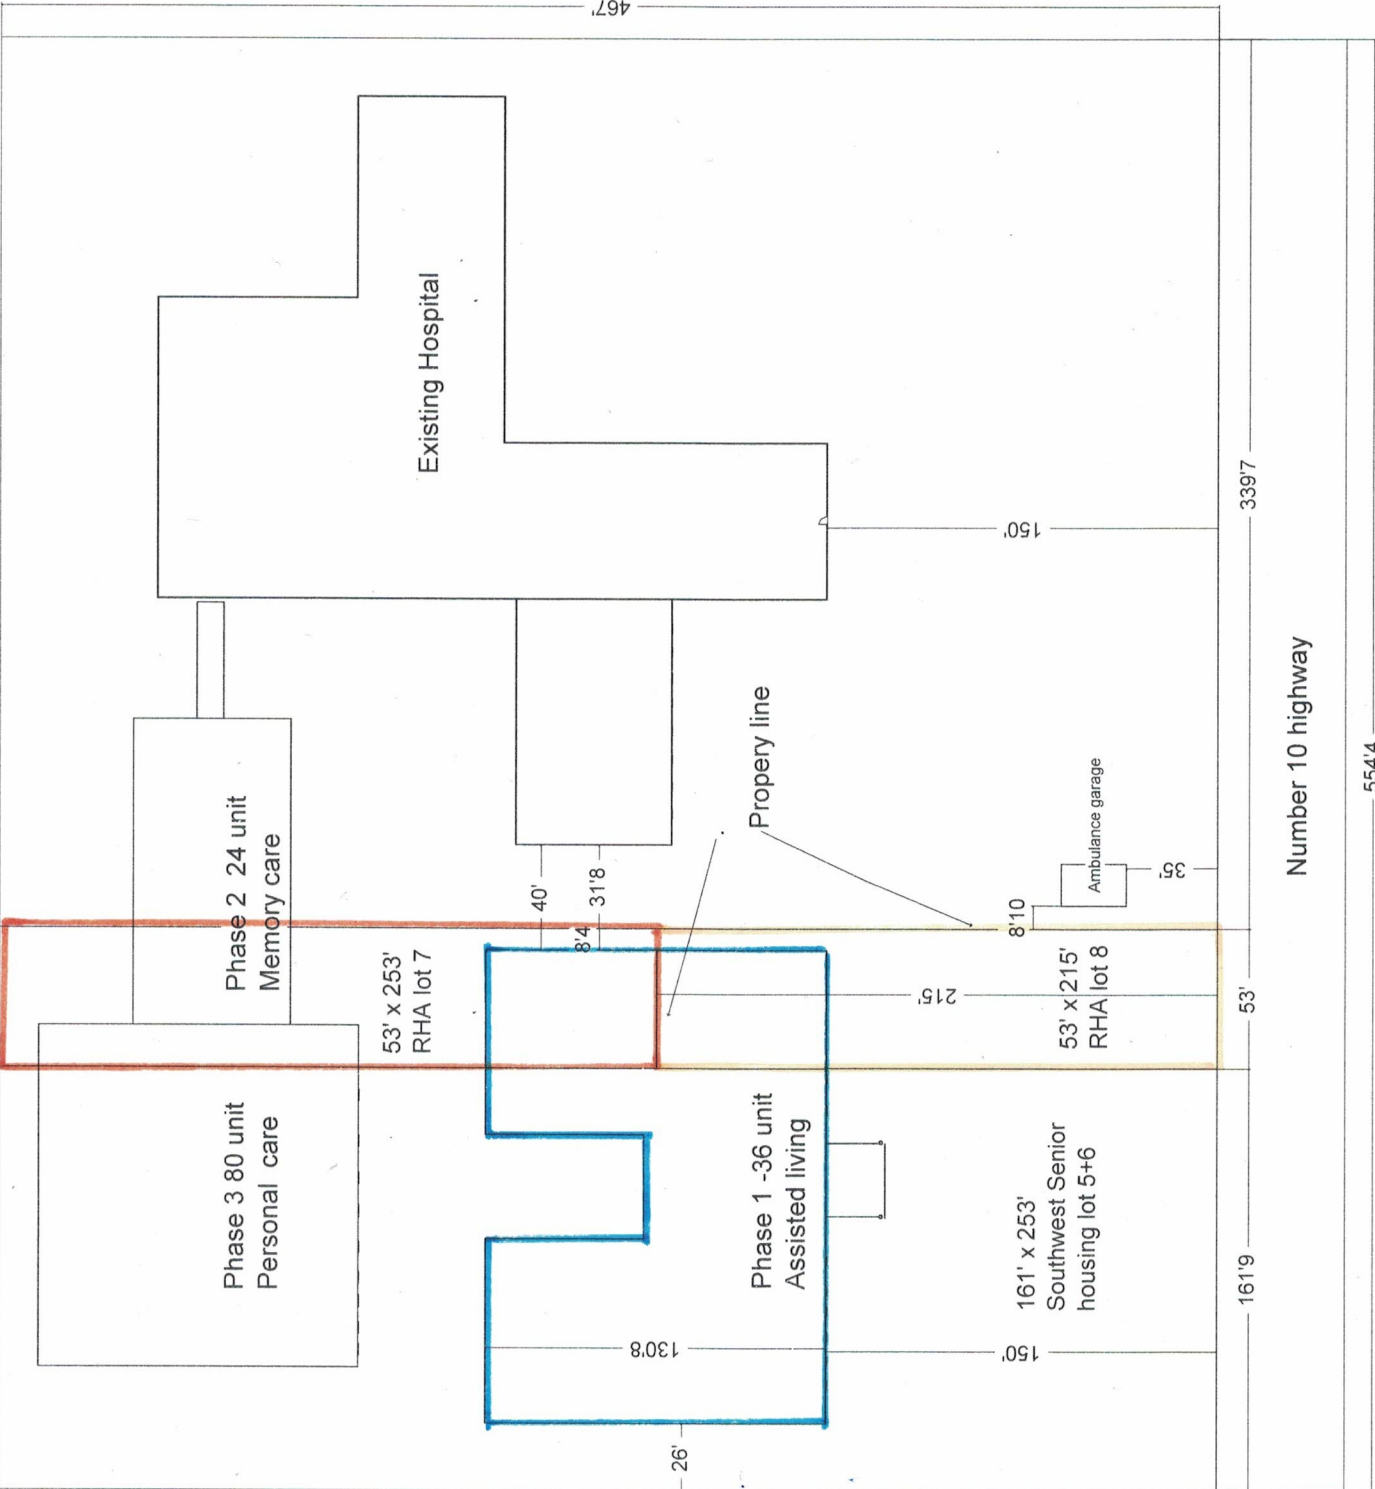 467'
Existing Hospital
339'7
150'
Number 10 highway
554'4
Propery line
Ambulance garage
35'
8'10
Phase 2 24 unit
Memory care
40'
31'8
8'4
53' x 253'
RHA lot 7
215'
53' x 215'
RHA lot 8
53'
Phase 3 80 unit
Personal care
Phase 1 -36 unit
Assisted living
161' x 253'
Southwest Senior
housing lot 5+6
161'9
130'8
150'
26'